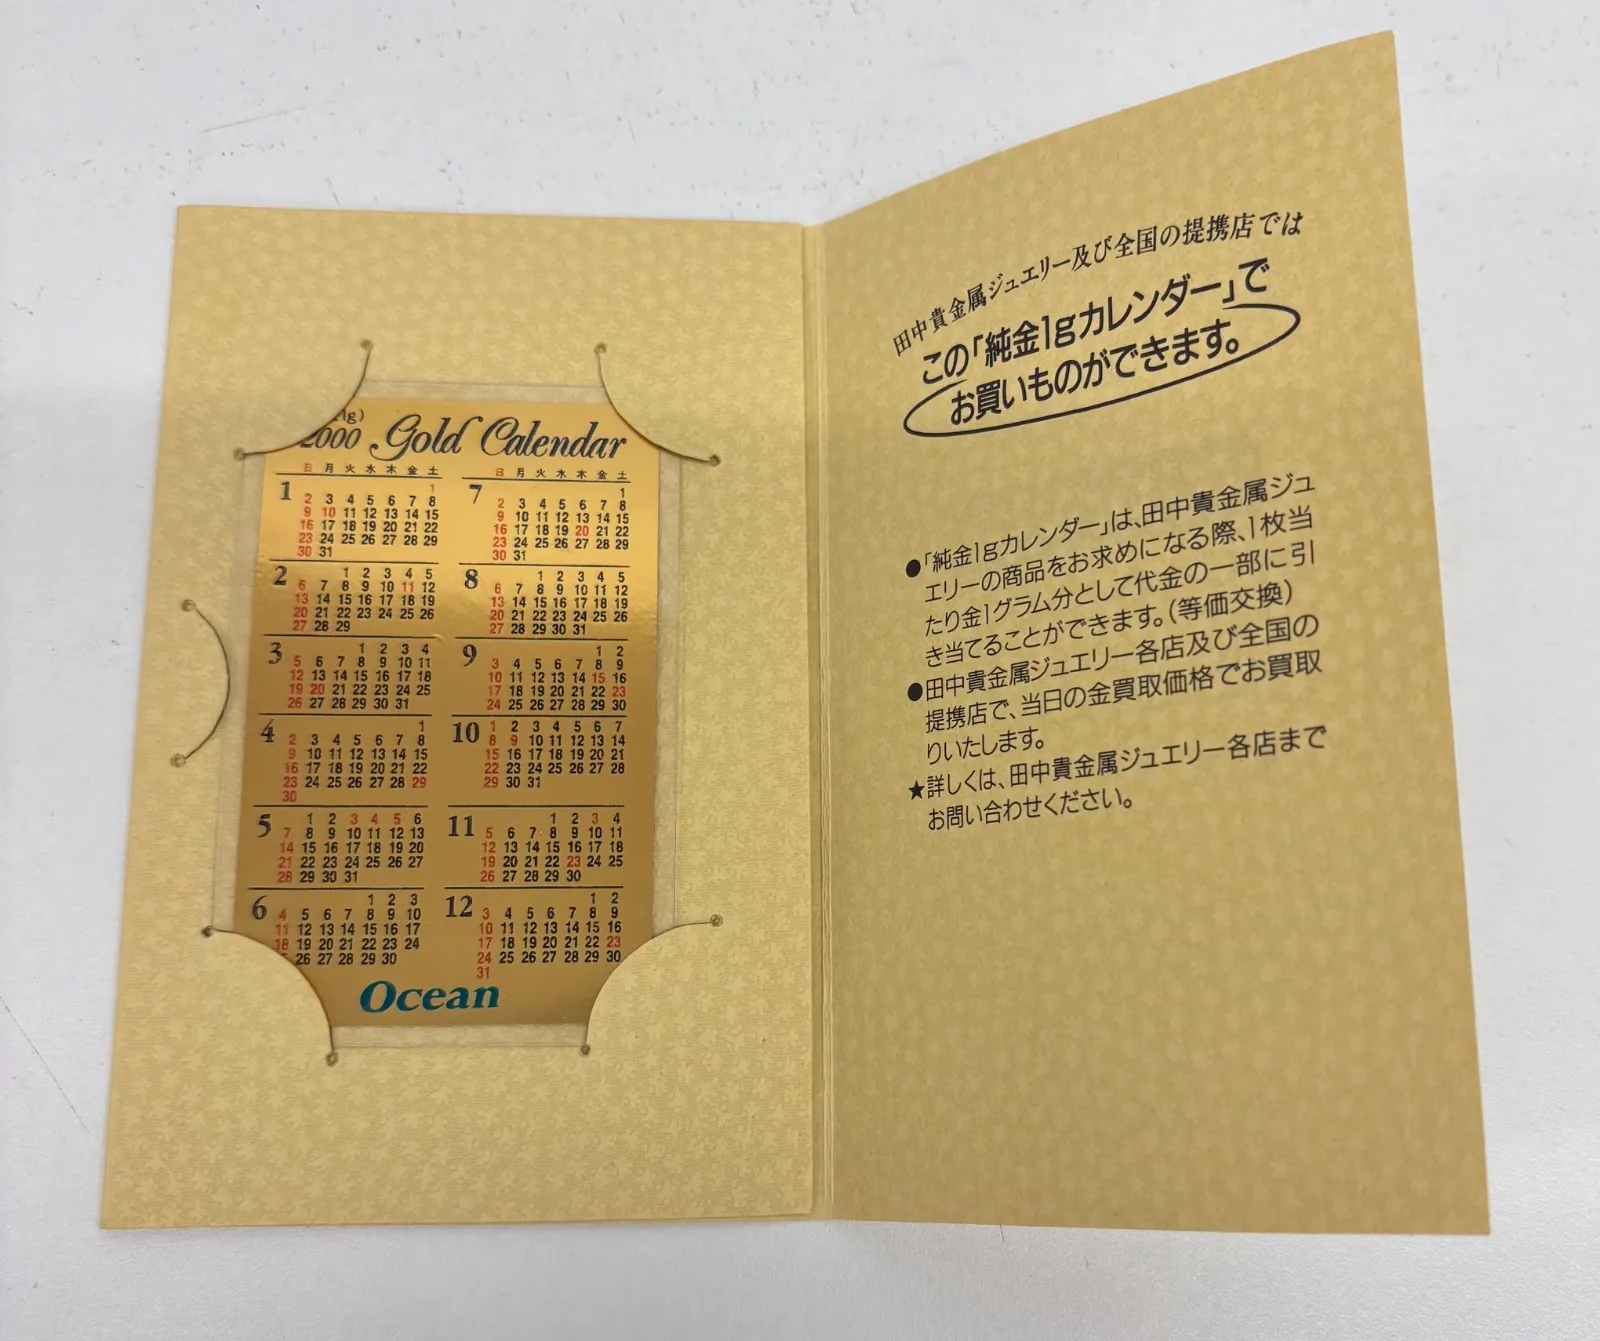 1g)
2000 Gold Calendar
日 月 火 水 木 金 土
1
1
2 3 4 5 6 7 8
9 10 11 12 13 14 15
16 17 18 19 20 21 22
23 24 25 26 27 28 29
30 31
2
1 2 3 4 5
6 7 8 9 10 11 12
13 14 15 16 17 18 19
20 21 22 23 24 25 26
27 28 29
3
1 2 3 4
5 6 7 8 9 10 11
12 13 14 15 16 17 18
19 20 21 22 23 24 25
26 27 28 29 30 31
4
1
2 3 4 5 6 7 8
9 10 11 12 13 14 15
16 17 18 19 20 21 22
23 24 25 26 27 28 29
30
5
1 2 3 4 5 6
7 8 9 10 11 12 13
14 15 16 17 18 19 20
21 22 23 24 25 26 27
28 29 30 31
6
1 2 3
4 5 6 7 8 9 10
11 12 13 14 15 16 17
18 19 20 21 22 23 24
26 27 28 29 30
日 月 火 水 木 金 土
7
1
2 3 4 5 6 7 8
9 10 11 12 13 14 15
16 17 18 19 20 21 22
23 24 25 26 27 28 29
30 31
8
1 2 3 4 5
6 7 8 9 10 11 12
13 14 15 16 17 18 19
20 21 22 23 24 25 26
27 28 29 30 31
9
1 2
3 4 5 6 7 8 9
10 11 12 13 14 15 16
17 18 19 20 21 22 23
24 25 26 27 28 29 30
10
1 2 3 4 5 6 7
8 9 10 11 12 13 14
15 16 17 18 19 20 21
22 23 24 25 26 27 28
29 30 31
11
1 2 3 4
5 6 7 8 9 10 11
12 13 14 15 16 17 18
19 20 21 22 23 24 25
26 27 28 29 30
12
1 2
3 4 5 6 7 8 9
10 11 12 13 14 15 16
17 18 19 20 21 22 23
24 25 26 27 28 29 30
31
Ocean
田中貴金属ジュエリー及び全国の提携店では
この「純金1gカレンダー」で
お買いものができます。
●「純金1gカレンダー」は、田中貴金属ジュ
エリーの商品をお求めになる際、1枚当
たり金1グラム分として代金の一部に引
き当てることができます。(等価交換)
●田中貴金属ジュエリー各店及び全国の
提携店で、当日の金買取価格でお買取
りいたします。
★詳しくは、田中貴金属ジュエリー各店まで
お問い合わせください。